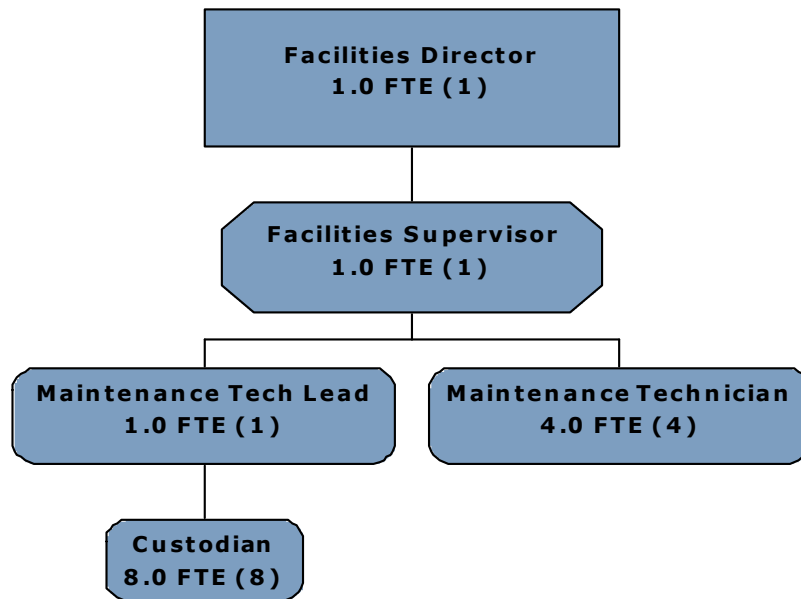 Facilities Director
1.0 FTE (1)
Facilities Supervisor
1.0 FTE (1)
Maintenance Tech Lead
1.0 FTE (1)
Maintenance Technician
4.0 FTE (4)
Custodian
8.0 FTE (8)